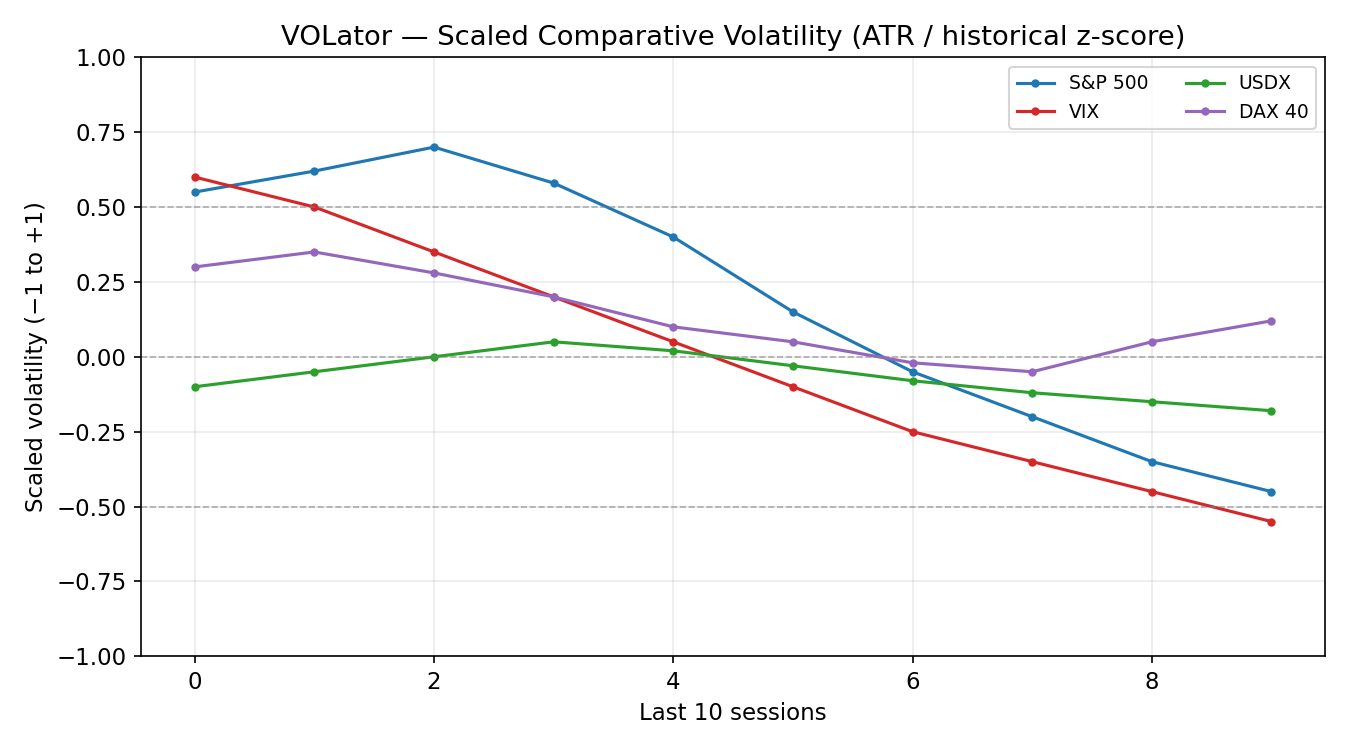 VOLator — Scaled Comparative Volatility (ATR / historical z-score)
S&P 500
VIX
USDX
DAX 40
Scaled volatility (−1 to +1)
1.00
0.75
0.50
0.25
0.00
−0.25
−0.50
−0.75
−1.00
0 2 4 6 8
Last 10 sessions